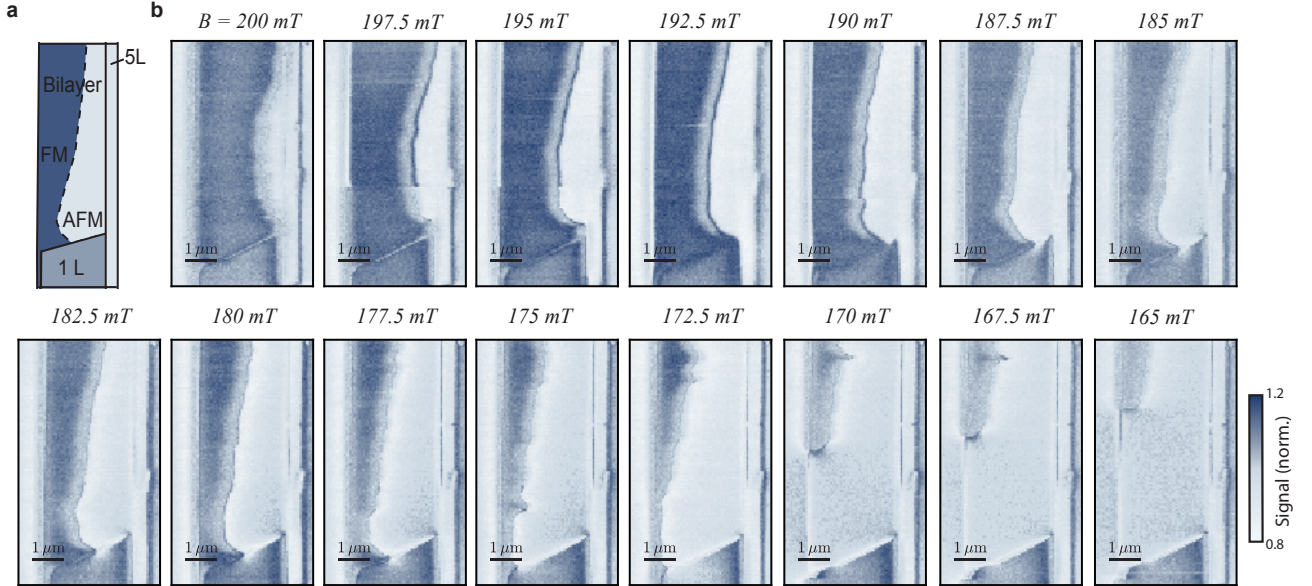 a
b
B = 200 mT
197.5 mT
195 mT
192.5 mT
190 mT
187.5 mT
185 mT
5L
Bilayer
FM
AFM
1 L
1 μm
1 μm
1 μm
1 μm
1 μm
1 μm
1 μm
182.5 mT
180 mT
177.5 mT
175 mT
172.5 mT
170 mT
167.5 mT
165 mT
1 μm
1 μm
1 μm
1 μm
1 μm
1 μm
1 μm
1 μm
1.2
Signal (norm.)
0.8